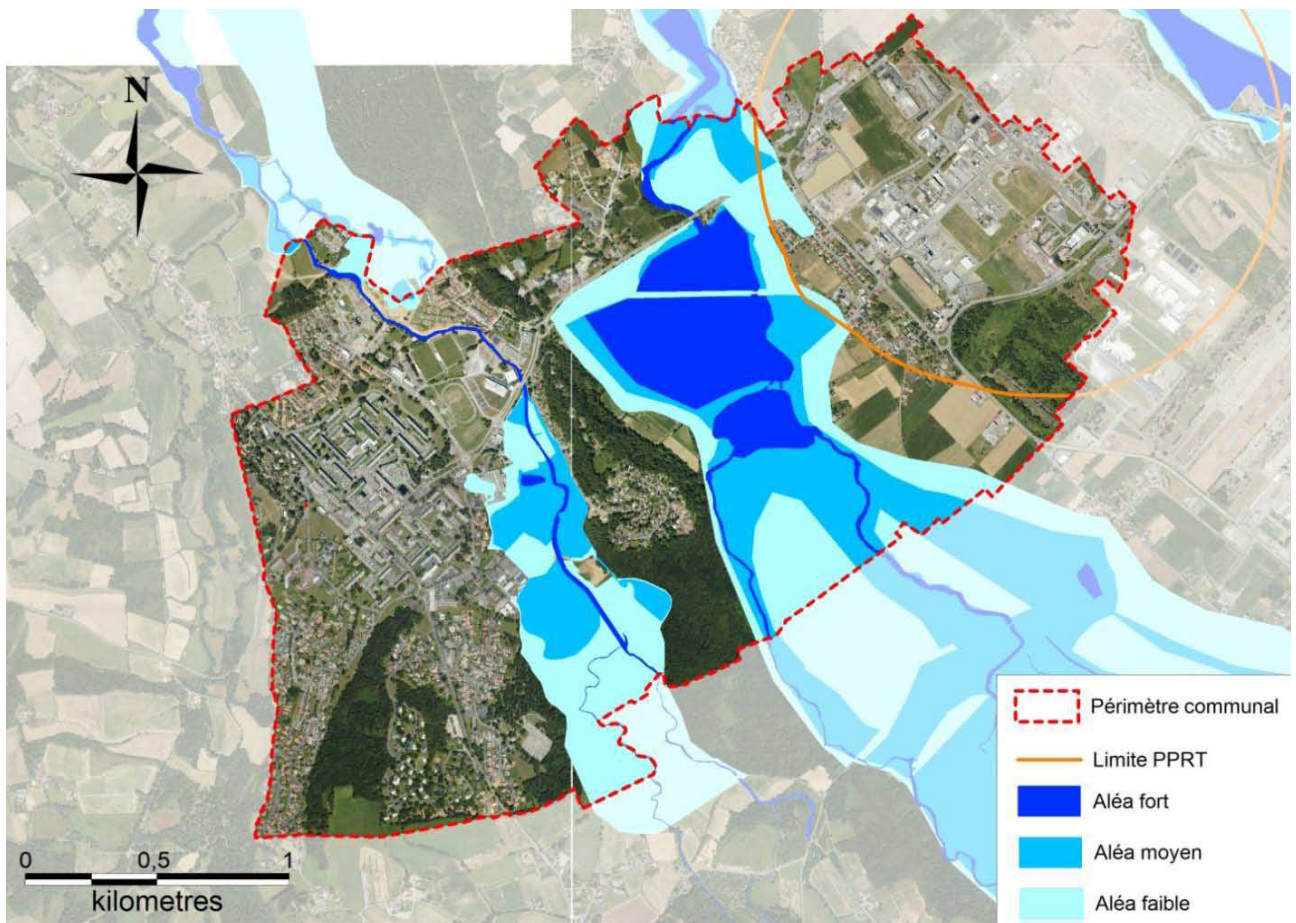 N
Périmètre communal
Limite PPRT
Aléa fort
Aléa moyen
Aléa faible
0 0,5 1
kilometres